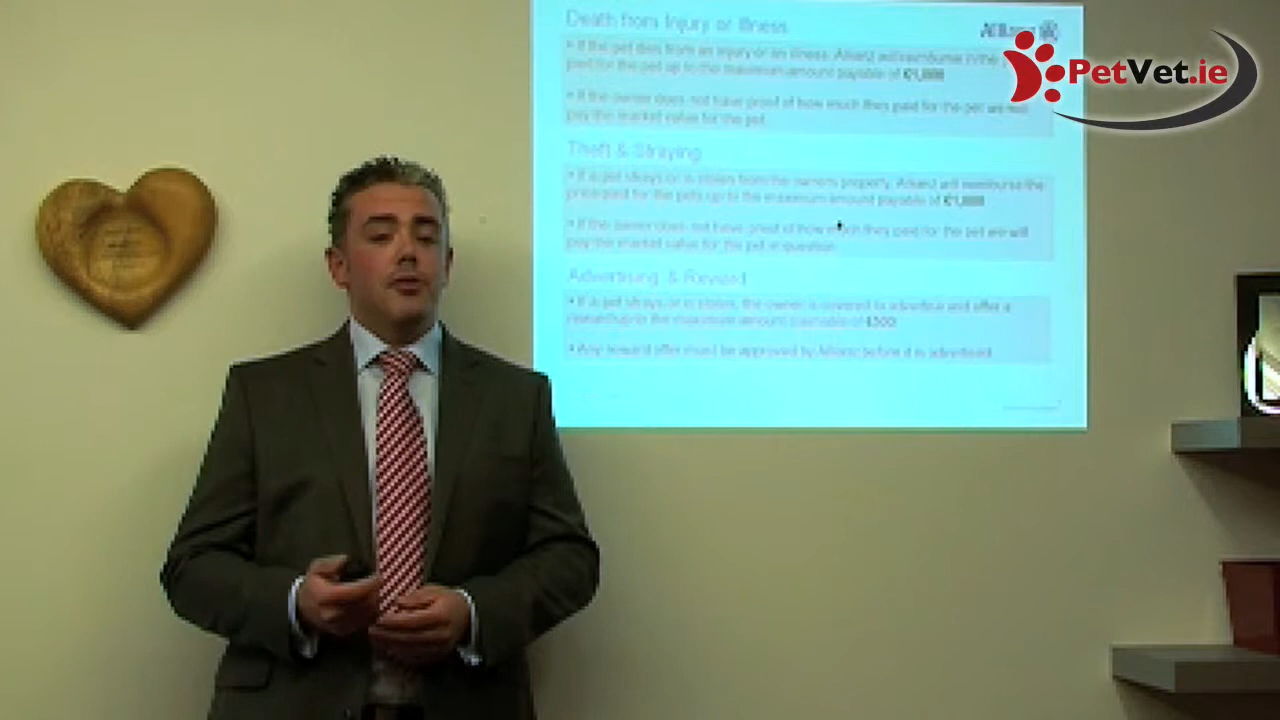 Death from Injury or Illness
Allianz
PetVet.ie
• If the pet dies from an injury or an illness, Allianz will reimburse in the
paid for the pet up to the maximum amount payable of €1,000
• If the owner does not have proof of how much they paid for the pet we will
pay the market value for the pet
Theft & Straying
• If a pet strays or is stolen from the owners property, Allianz will reimburse the
price paid for the pets up to the maximum amount payable of €1,000
• If the owner does not have proof of how much they paid for the pet we will
pay the market value for the pet in question
Advertising & Reward
• If a pet strays or is stolen, the owner is covered to advertise and offer a
reward up to the maximum amount claimable of
• Any reward offer must be approved by Allianz before it is advertised